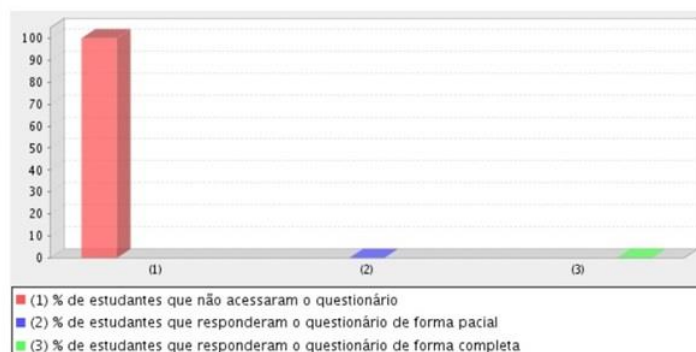 100
90
80
70
60
50
40
30
20
10
0
(1) (2) (3)
(1) % de estudantes que não acessaram o questionário
(2) % de estudantes que responderam o questionário de forma pacial
(3) % de estudantes que responderam o questionário de forma completa